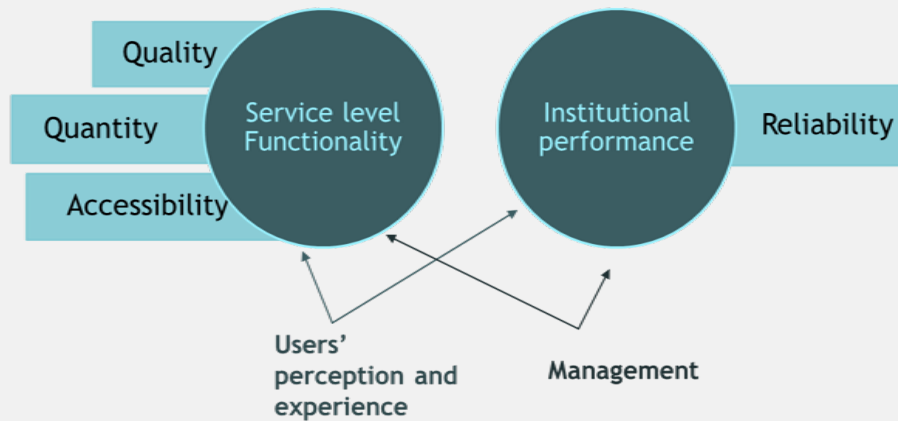 Quality
Quantity
Accessibility
Service level
Functionality
Institutional
performance
Reliability
Users’
perception and
experience
Management